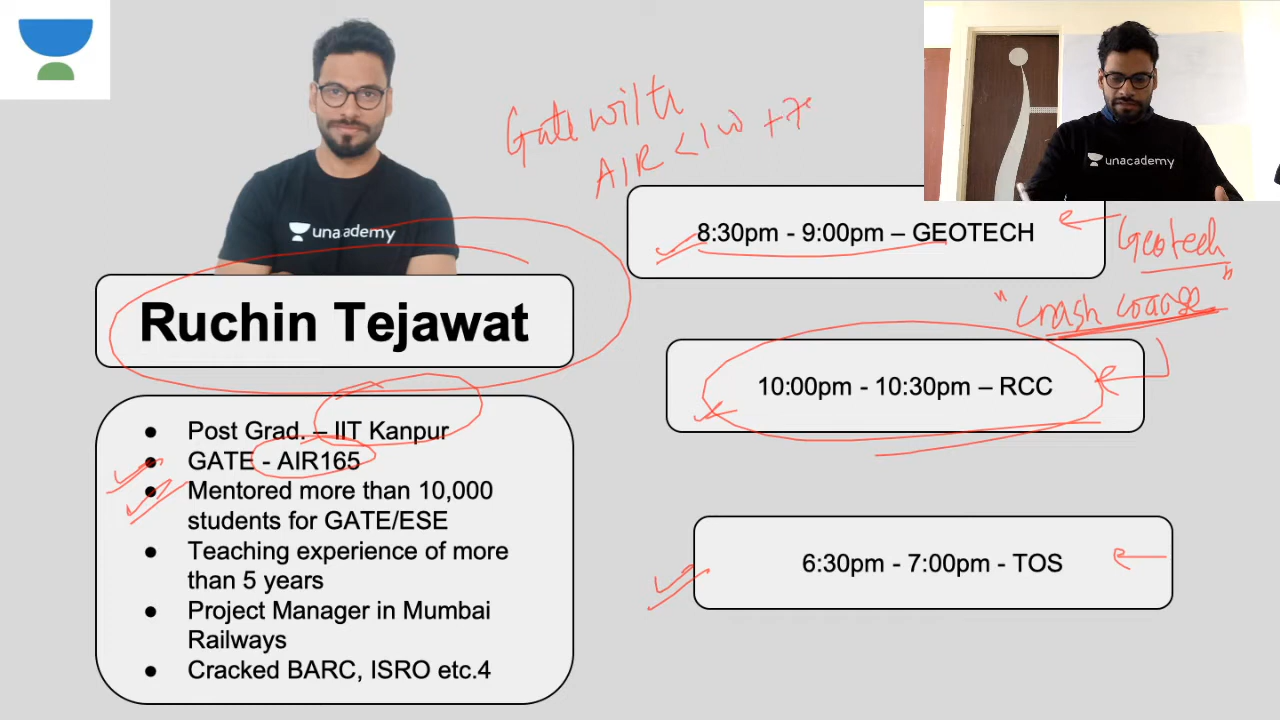 Gate with
AIR < 100 +
unacademy
unacademy
Ruchin Tejawat
● Post Grad. – IIT Kanpur
● GATE - AIR165
● Mentored more than 10,000
students for GATE/ESE
● Teaching experience of more
than 5 years
● Project Manager in Mumbai
Railways
● Cracked BARC, ISRO etc.4
8:30pm - 9:00pm – GEOTECH
Geotech
"Crash course"
10:00pm - 10:30pm – RCC
6:30pm - 7:00pm - TOS